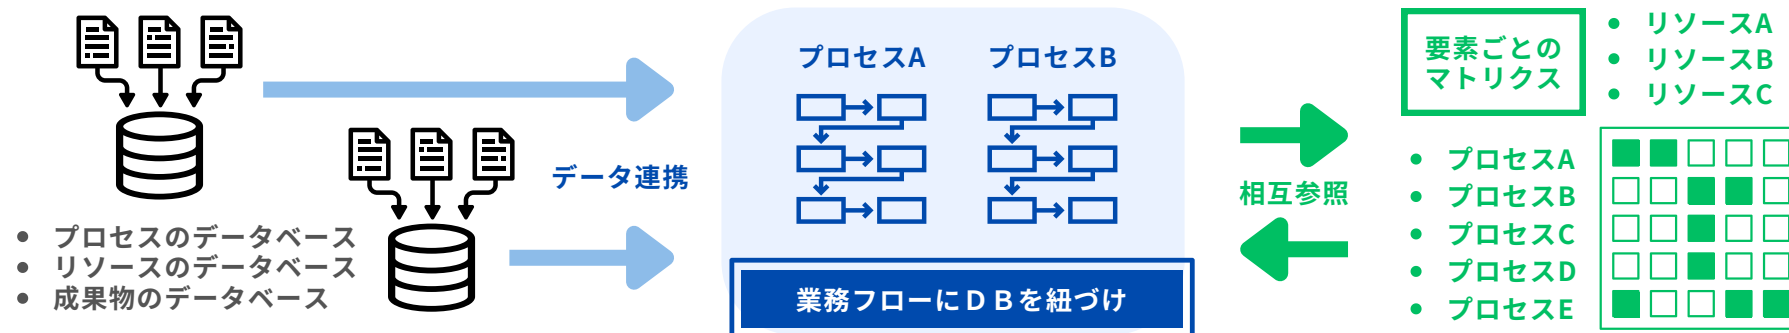 プロセスのデータベース
リソースのデータベース
成果物のデータベース
データ連携
プロセスA
プロセスB
業務フローにＤＢを紐づけ
相互参照
要素ごとの
マトリクス
リソースA
リソースB
リソースC
プロセスA
プロセスB
プロセスC
プロセスD
プロセスE